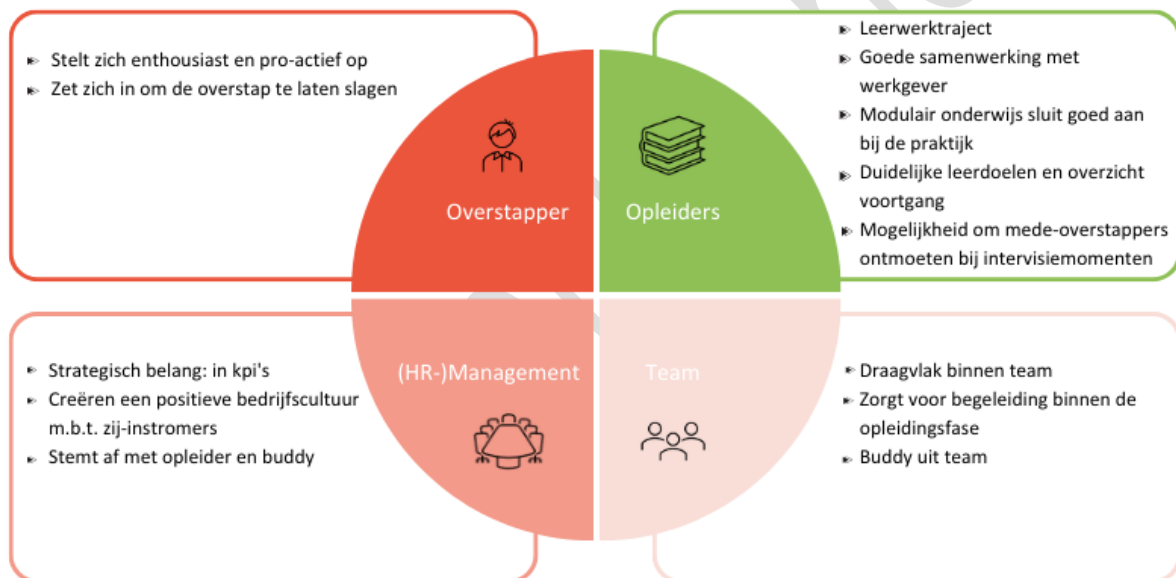 Stelt zich enthousiast en pro-actief op
Zet zich in om de overstap te laten slagen
Overstapper
Leerwerktraject
Goede samenwerking met
werkgever
Modulair onderwijs sluit goed aan
bij de praktijk
Duidelijke leerdoelen en overzicht
voortgang
Mogelijkheid om mede-overstappers
ontmoeten bij intervisiemomenten
Opleiders
Strategisch belang: in kpi's
Creëren een positieve bedrijfscultuur
m.b.t. zij-instromers
Stemt af met opleider en buddy
(HR-)Management
Team
Draagvlak binnen team
Zorgt voor begeleiding binnen de
opleidingsfase
Buddy uit team